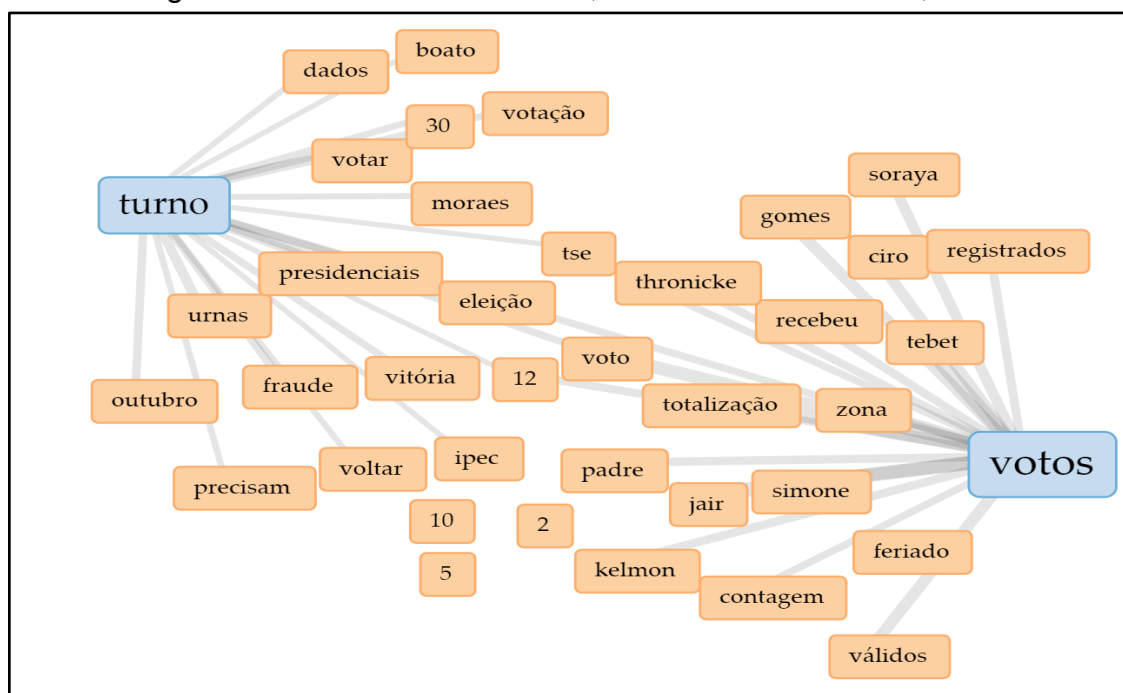 boato
dados
votação
30
votar
soraya
turno
moraes
gomes
tse
ciro
registrados
presidenciais
thronicke
eleição
urnas
recebeu
tebet
voto
outubro
fraude
vitória
12
totalização
zona
ipec
votos
precisam
voltar
padre
simone
jair
10
2
feriado
5
kelmon
contagem
válidos